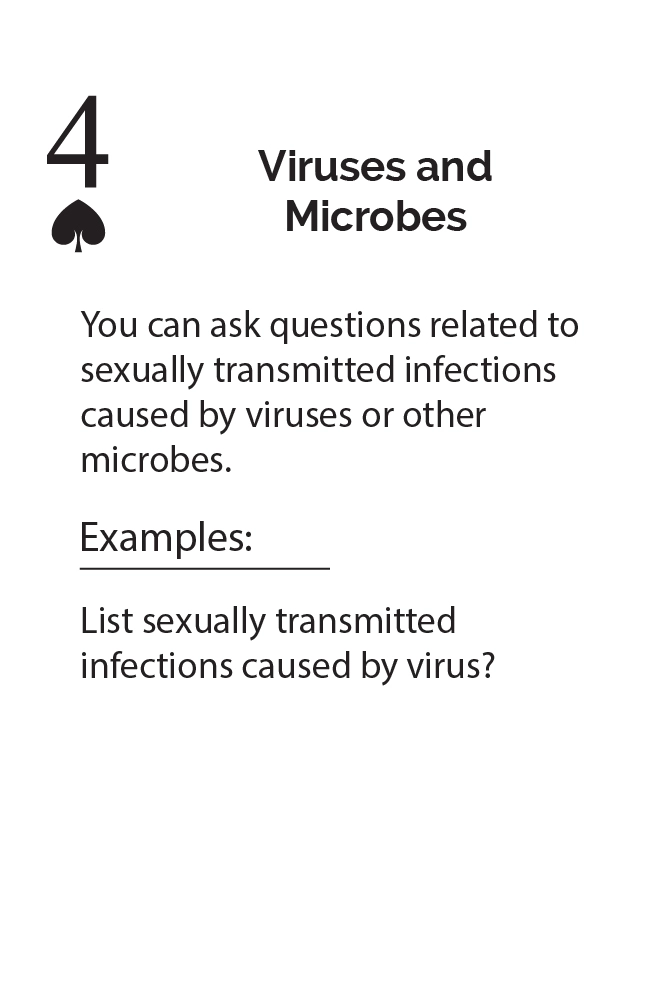 4
Viruses and
Microbes
You can ask questions related to
sexually transmitted infections
caused by viruses or other
microbes.
Examples:
List sexually transmitted
infections caused by virus?